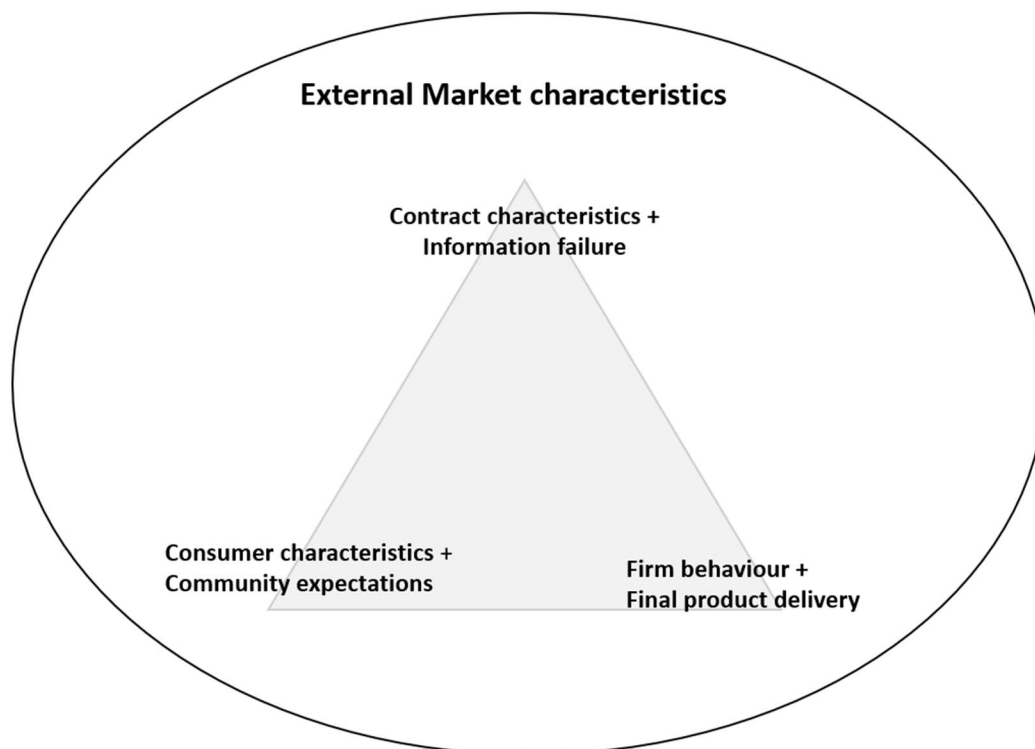 External Market characteristics
Contract characteristics +
Information failure
Consumer characteristics +
Community expectations
Firm behaviour +
Final product delivery